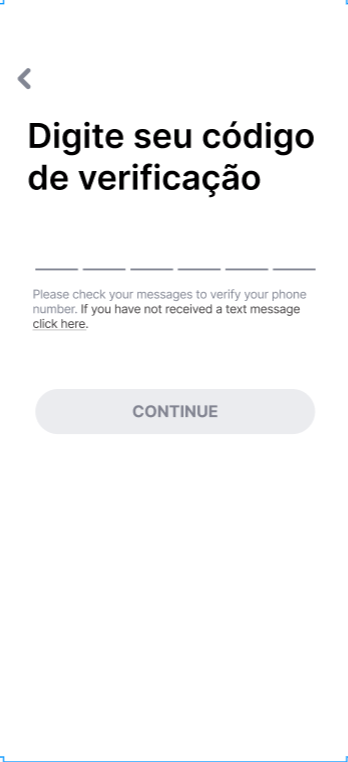 Digite seu código
de verificação
Please check your messages to verify your phone
number. If you have not received a text message
click here.
CONTINUE